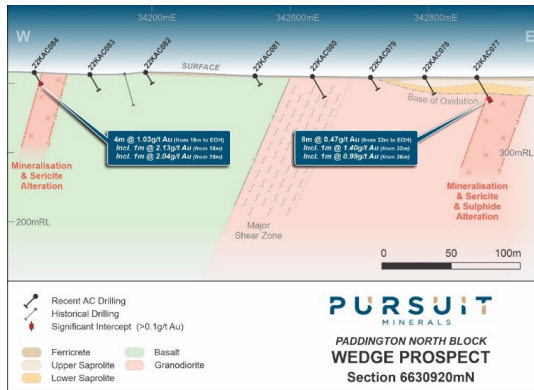 34200mE
342600mE
342800mE
W
E
22KAC084
22KAC083
22KAC082
22KAC081
22KAC080
22KAC079
22KAC078
22KAC077
SURFACE
Base of Oxidation
4m @ 1.03g/t Au (from 16m to EOH)
Incl. 1m @ 2.13g/t Au (from 18m)
Incl. 1m @ 2.04g/t Au (from 19m)
8m @ 0.47g/t Au (from 32m to EOH)
Incl. 1m @ 1.40g/t Au (from 32m)
Incl. 1m @ 0.99g/t Au (from 38m)
Mineralisation
& Sericite
Alteration
300mRL
Mineralisation
& Sericite
& Sulphide
Alteration
200mRL
Major
Shear Zone
0 50 100m
Recent AC Drilling
Historical Drilling
Significant Intercept (>0.1g/t Au)
Ferricrete
Upper Saprolite
Lower Saprolite
Basalt
Granodiorite
PURSUIT
MINERALS
PADDINGTON NORTH BLOCK
WEDGE PROSPECT
Section 6630920mN